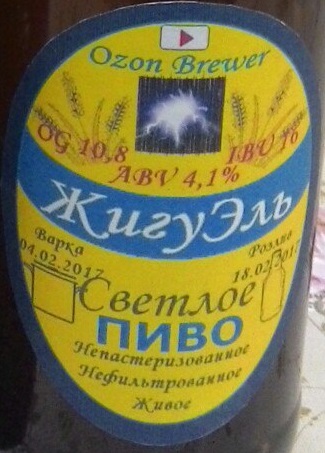 Ozon Brewer
OG 10,8
IBU 16
ABV 4,1%
ЖигуЭль
Варка
04.02.2017
Розлив
18.02.2017
Светлое
ПИВО
Непастеризованное
Нефильтрованное
Живое